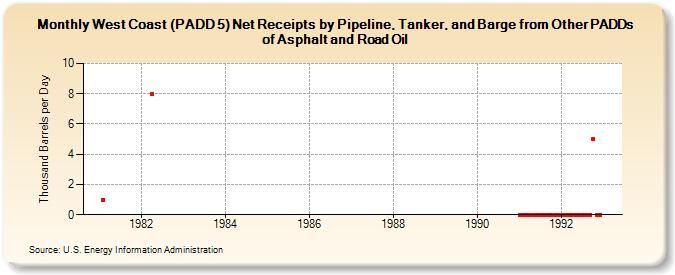 Monthly West Coast (PADD 5) Net Receipts by Pipeline, Tanker, and Barge from Other PADDs
of Asphalt and Road Oil
Thousand Barrels per Day
10
8
6
4
2
0
1982 1984 1986 1988 1990 1992
Source: U.S. Energy Information Administration